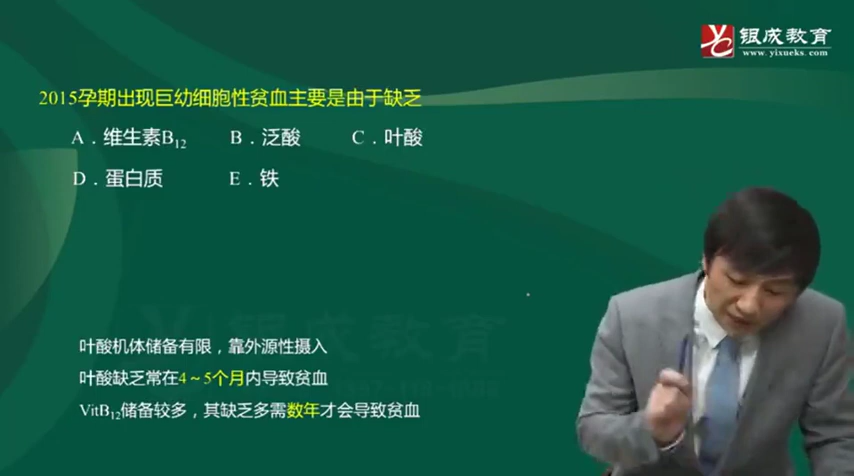 银成教育
www.yixueks.com
2015孕期出现巨幼细胞性贫血主要是由于缺乏
A．维生素B12 B．泛酸 C．叶酸
D．蛋白质 E．铁
银成教育
叶酸机体储备有限，靠外源性摄入
叶酸缺乏常在4～5个月内导致贫血
VitB12储备较多，其缺乏多需数年才会导致贫血